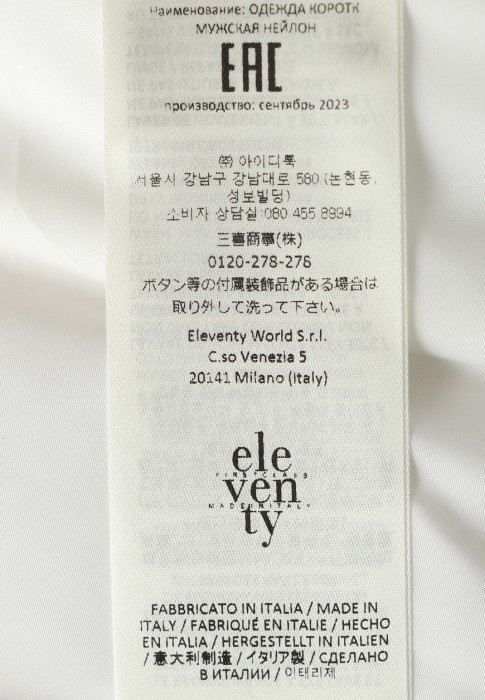 Наименование: ОДЕЖДА КОРОТК
МУЖСКАЯ НЕЙЛОН
EAC
производство: сентябрь 2023
㈜ 아이디룩
서울시 강남구 강남대로 580 (논현동,
성보빌딩)
소비자 상담실:080 455 8994
三喜商事(株)
0120-278-278
ボタン等の付属装飾品がある場合は
取り外して洗って下さい。
Eleventy World S.r.l.
C.so Venezia 5
20141 Milano (Italy)
ele
FIRST CLASS
ven
MADE IN ITALY
ty
FABBRICATO IN ITALIA / MADE IN
ITALY / FABRIQUÉ EN ITALIE / HECHO
EN ITALIA / HERGESTELLT IN ITALIEN
/ 意大利制造 / イタリア製 / СДЕЛАНО
В ИТАЛИИ / 이태리제